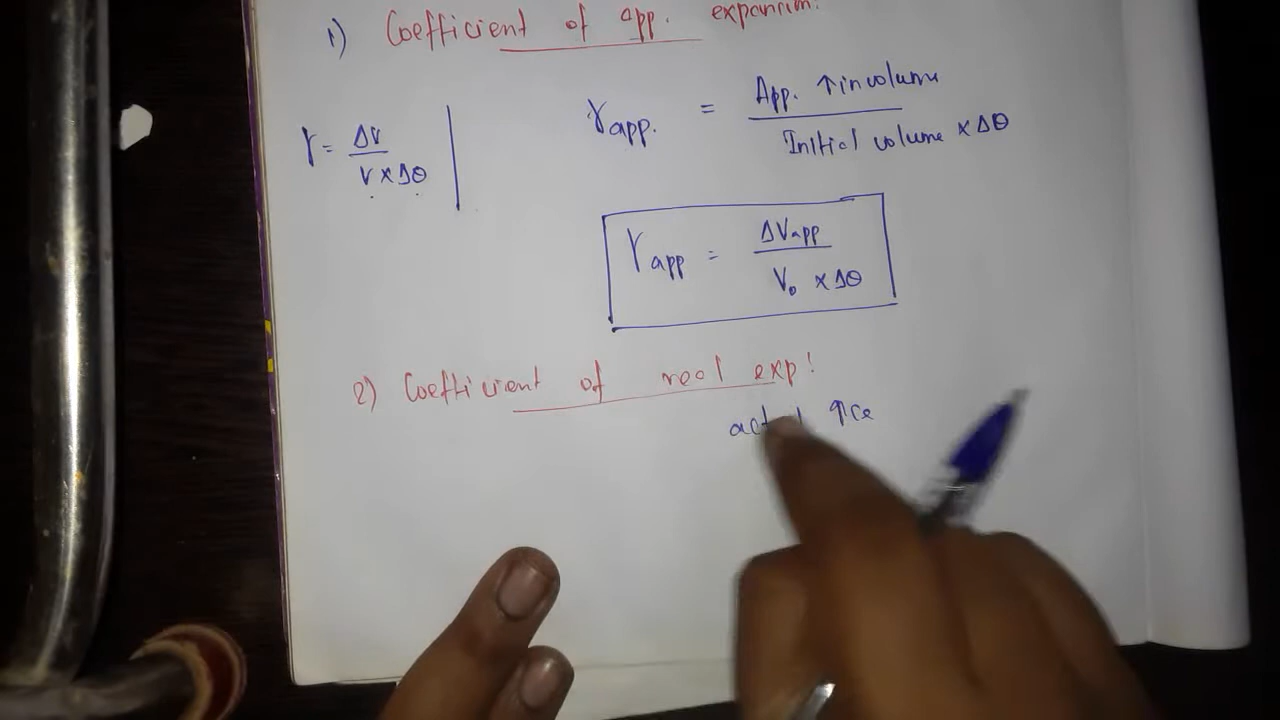 1) Coefficient of app. expansion.
γapp. = App. ↑ in volume
Initial volume × Δθ
γ = ΔV
V × Δθ
γapp = ΔVapp
V₀ × Δθ
2) Coefficient of real exp!
↑ce